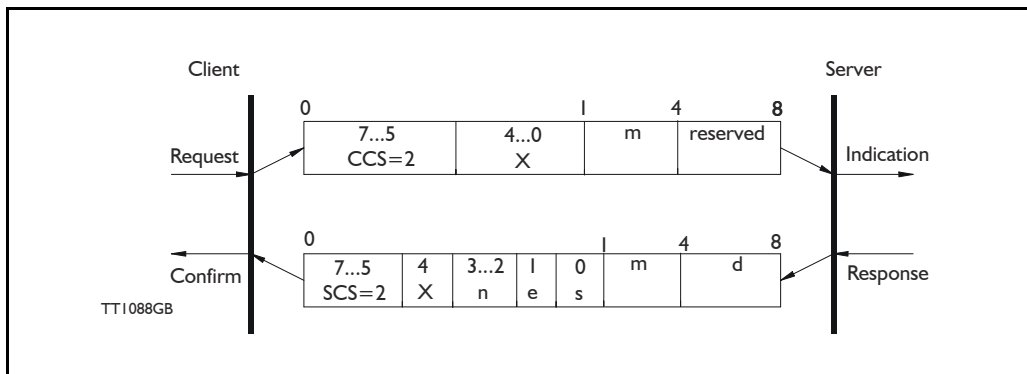 Client Server
0 1 4 8
7...5 4...0 m reserved
CCS=2 X
Request Indication
0 1 4 8
7...5 4 3...2 1 0 m d
SCS=2 X n e s
Confirm Response
TT1088GB